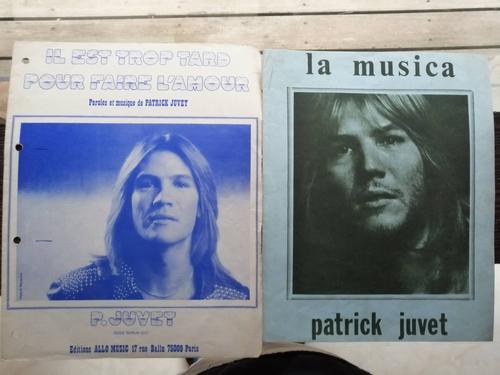 IL EST TROP TARD
POUR FAIRE L'AMOUR
Paroles et musique de PATRICK JUVET
P. JUVET
Editions ALLO MUSIC 17 rue Ballu 75009 Paris
la musica
patrick juvet